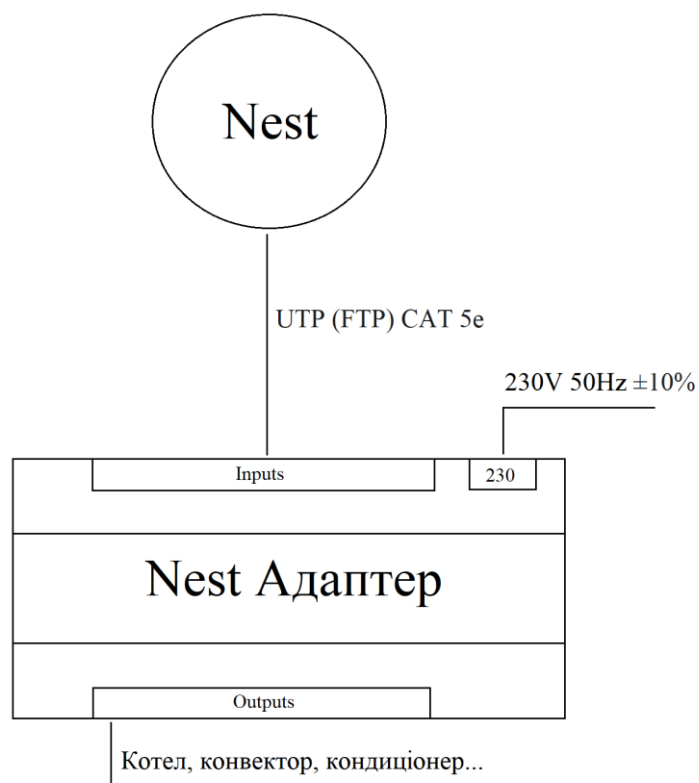 Nest
UTP (FTP) CAT 5e
230V 50Hz ±10%
Inputs
230
Nest Адаптер
Outputs
Котел, конвектор, кондиціонер...